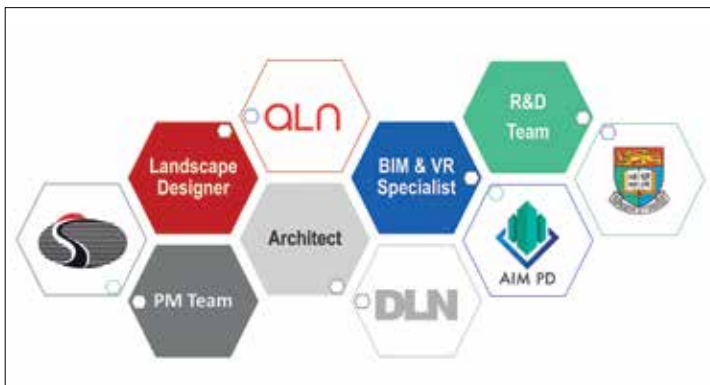 aLn
R&D
Team
Landscape
Designer
BIM & VR
Specialist
Architect
AIM PD
PM Team
DLN